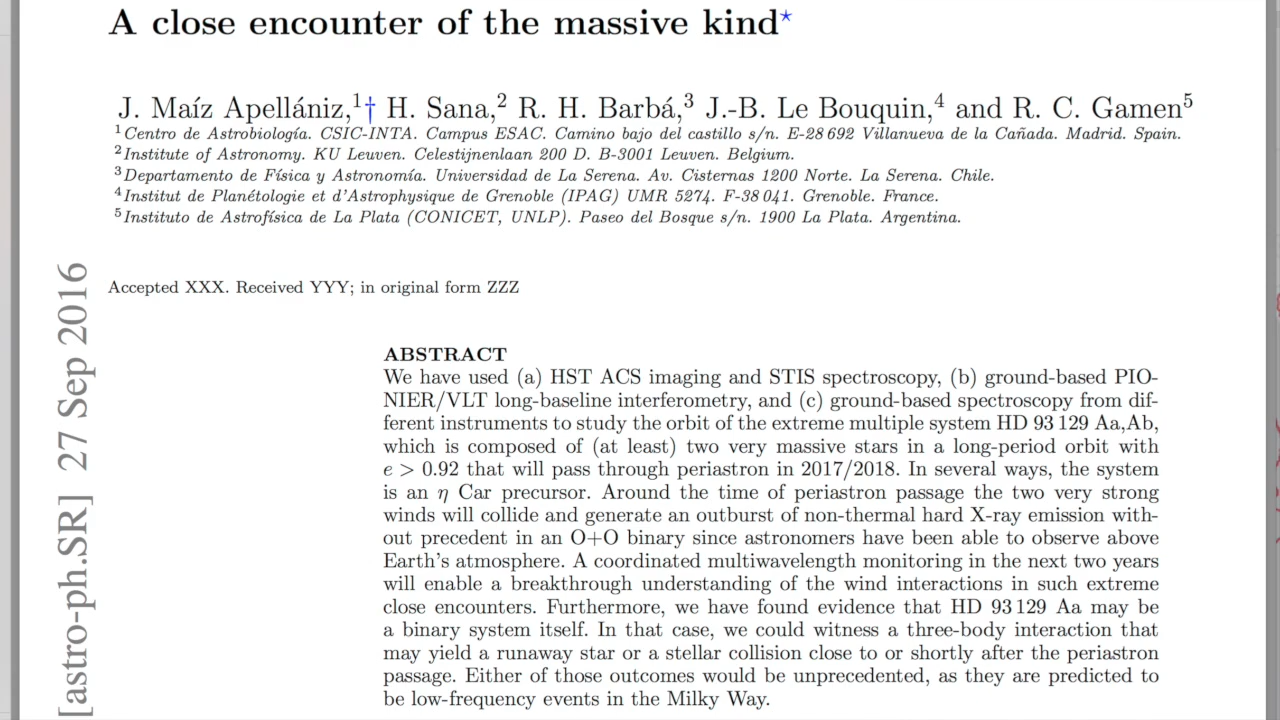 A close encounter of the massive kind⋆
J. Maíz Apellániz,1† H. Sana,2 R. H. Barbá,3 J.-B. Le Bouquin,4 and R. C. Gamen5
1Centro de Astrobiología. CSIC-INTA. Campus ESAC. Camino bajo del castillo s/n. E-28 692 Villanueva de la Cañada. Madrid. Spain.
2Institute of Astronomy. KU Leuven. Celestijnenlaan 200 D. B-3001 Leuven. Belgium.
3Departamento de Física y Astronomía. Universidad de La Serena. Av. Cisternas 1200 Norte. La Serena. Chile.
4Institut de Planétologie et d'Astrophysique de Grenoble (IPAG) UMR 5274. F-38 041. Grenoble. France.
5Instituto de Astrofísica de La Plata (CONICET, UNLP). Paseo del Bosque s/n. 1900 La Plata. Argentina.
Accepted XXX. Received YYY; in original form ZZZ
[astro-ph.SR] 27 Sep 2016
ABSTRACT
We have used (a) HST ACS imaging and STIS spectroscopy, (b) ground-based PIO-
NIER/VLT long-baseline interferometry, and (c) ground-based spectroscopy from dif-
ferent instruments to study the orbit of the extreme multiple system HD 93 129 Aa,Ab,
which is composed of (at least) two very massive stars in a long-period orbit with
e > 0.92 that will pass through periastron in 2017/2018. In several ways, the system
is an η Car precursor. Around the time of periastron passage the two very strong
winds will collide and generate an outburst of non-thermal hard X-ray emission with-
out precedent in an O+O binary since astronomers have been able to observe above
Earth's atmosphere. A coordinated multiwavelength monitoring in the next two years
will enable a breakthrough understanding of the wind interactions in such extreme
close encounters. Furthermore, we have found evidence that HD 93 129 Aa may be
a binary system itself. In that case, we could witness a three-body interaction that
may yield a runaway star or a stellar collision close to or shortly after the periastron
passage. Either of those outcomes would be unprecedented, as they are predicted to
be low-frequency events in the Milky Way.